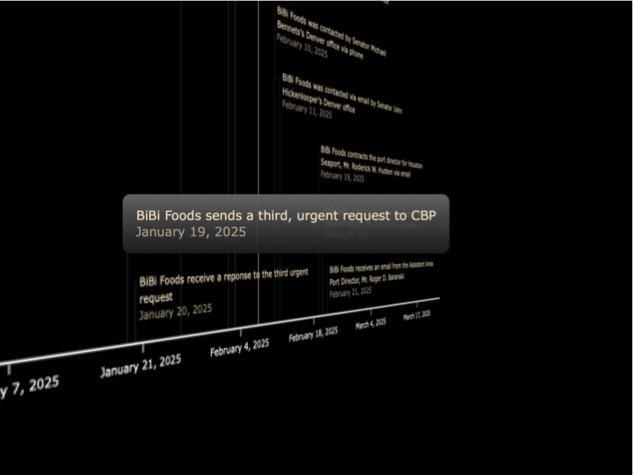 BiBi Foods was contacted by Senator Michael
Bennets's Denver office via phone
February 10, 2025
BiBi Foods was contacted via email by Senator John
Hickenlooper's Denver office
February 11, 2025
BiBi Foods contracts the port director for Houston
Seaport, Mr. Roderick W. Hudson via email
February 19, 2025
BiBi Foods sends a third, urgent request to CBP
January 19, 2025
BiBi Foods receive a reponse to the third urgent
request
January 20, 2025
BiBi Foods receives an email from the Assistant Area
Port Director, Mr. Roger D.
February 21, 2025
y 7, 2025
January 21, 2025
February 4, 2025
February 18, 2025
March 4, 2025
March 17, 2025